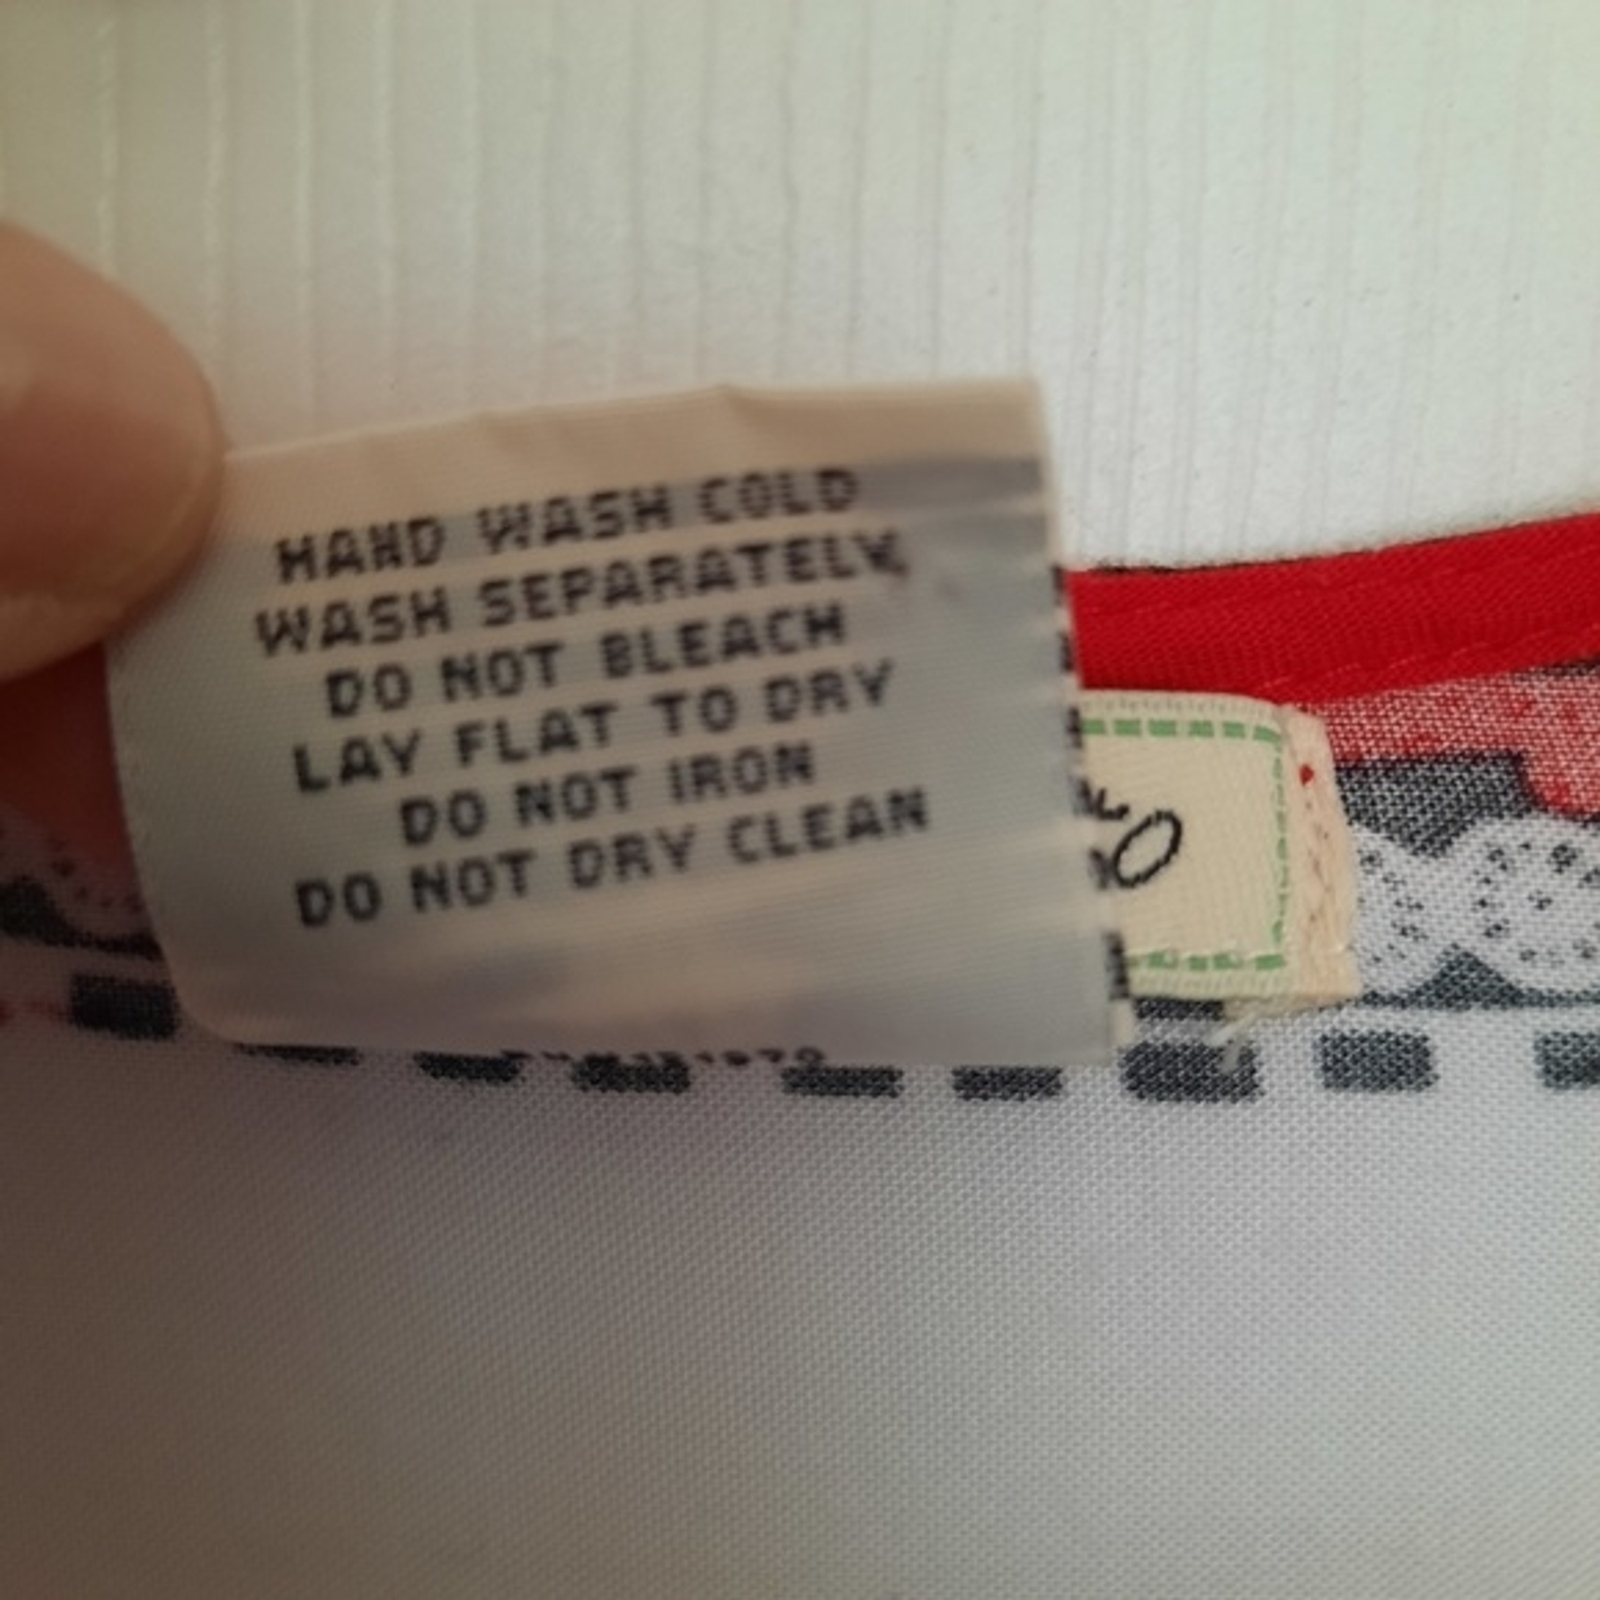 HAND WASH COLD
WASH SEPARATELY
DO NOT BLEACH
LAY FLAT TO DRY
DO NOT IRON
DO NOT DRY CLEAN